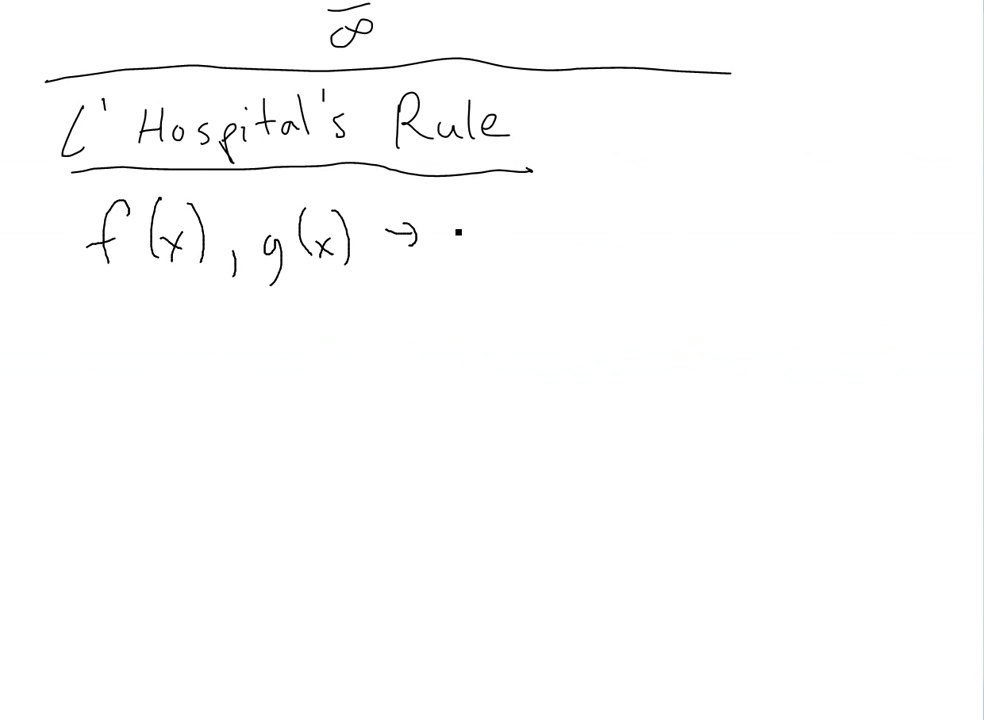 ∞
L'Hospital's Rule
f(x), g(x) →